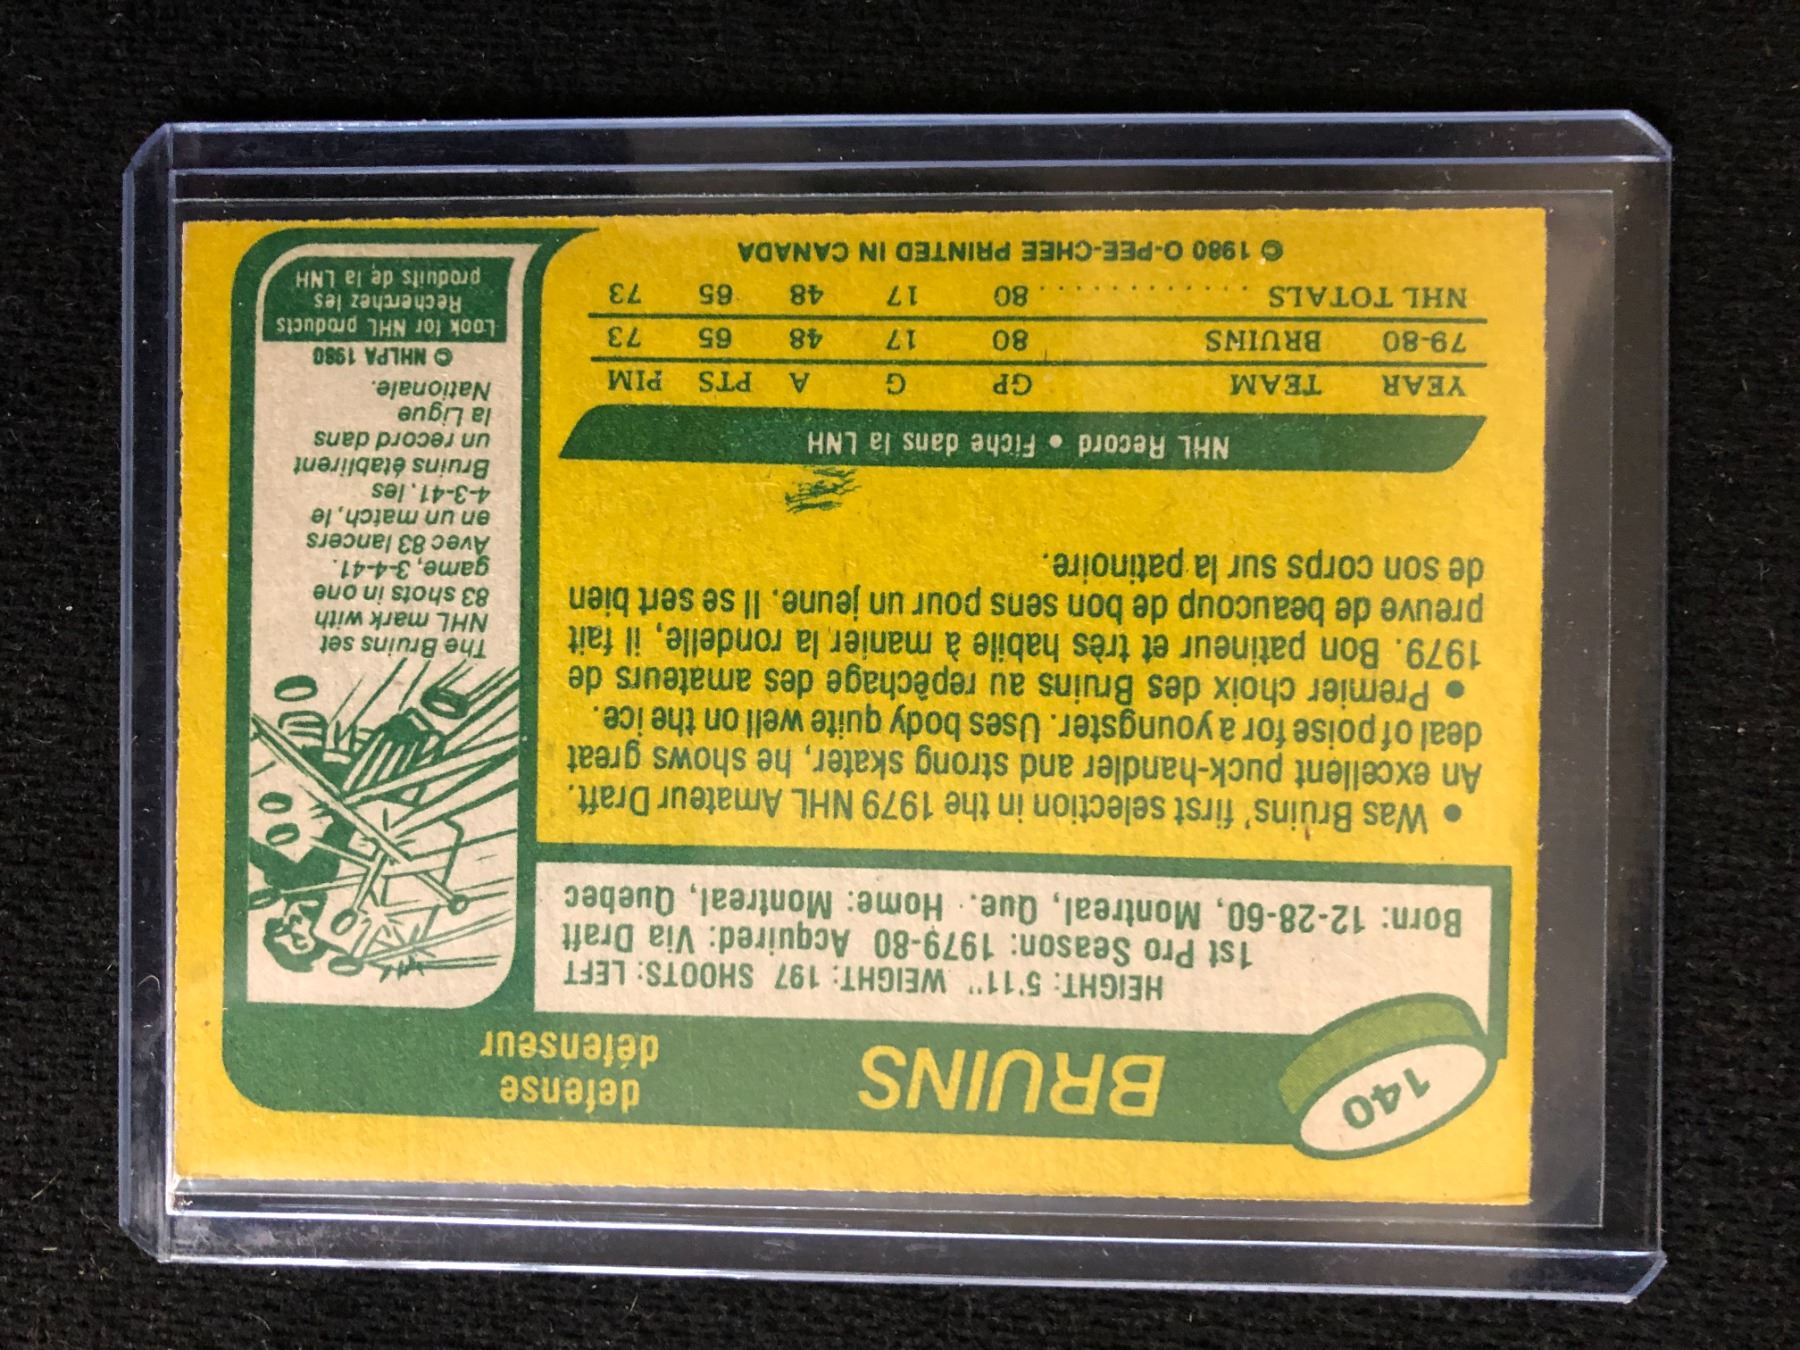 140
BRUINS
defense
défenseur
HEIGHT: 5'11" WEIGHT: 197 SHOOTS: LEFT
1st Pro Season: 1979-80 Acquired: Via Draft
Born: 12-28-60, Montreal, Que. Home: Montreal, Quebec
• Was Bruins' first selection in the 1979 NHL Amateur Draft.
An excellent puck-handler and strong skater, he shows great
deal of poise for a youngster. Uses body quite well on the ice.
• Premier choix des Bruins au repêchage des amateurs de
1979. Bon patineur et très habile à manier la rondelle, il fait
preuve de beaucoup de bon sens pour un jeune. Il se sert bien
de son corps sur la patinoire.
NHL Record • Fiche dans la LNH
YEAR TEAM GP G A PTS PIM
79-80 BRUINS 80 17 48 65 73
NHL TOTALS ............. 80 17 48 65 73
© 1980 O-PEE-CHEE PRINTED IN CANADA
The Bruins set
NHL mark with
83 shots in one
game, 3-4-41.
Avec 83 lancers
en un match, le
4-3-41. les
Bruins établirent
un record dans
la Ligue
Nationale.
© NHLPA 1980
Look for NHL products
Recherchez les
produits de la LNH